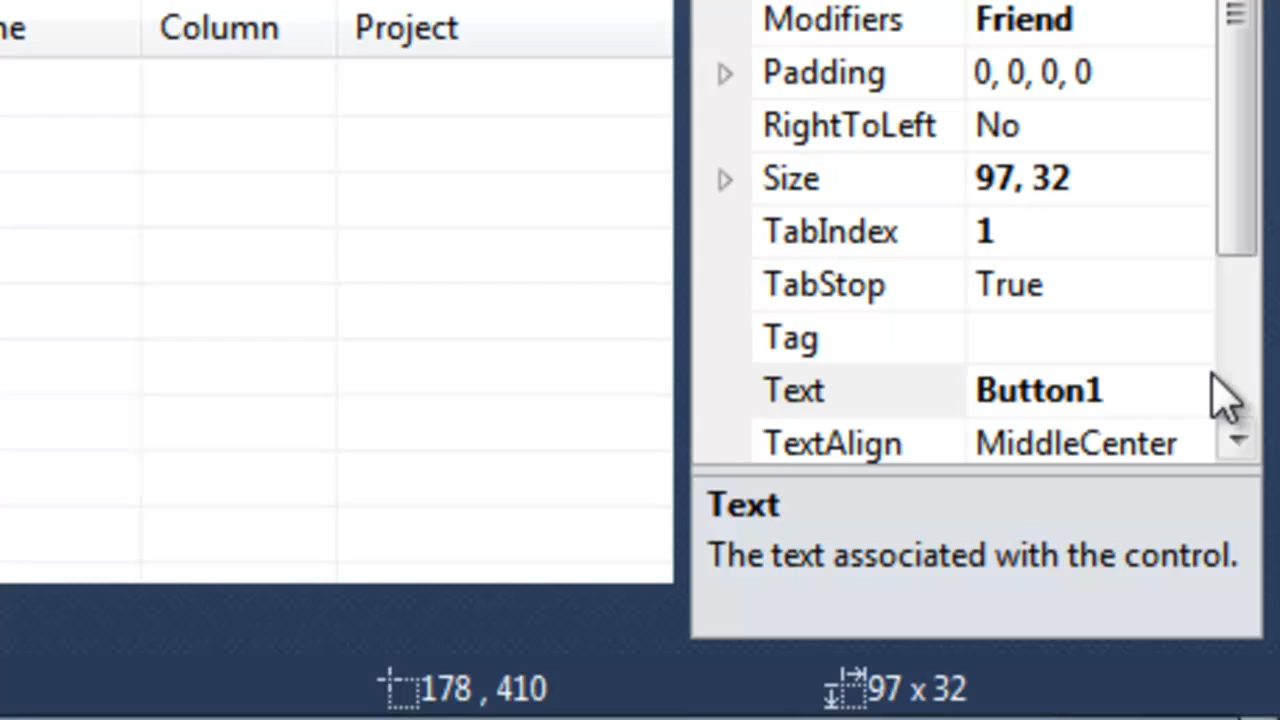 ne Column Project
Modifiers Friend
Padding 0, 0, 0, 0
RightToLeft No
Size 97, 32
TabIndex 1
TabStop True
Tag
Text Button1
TextAlign MiddleCenter
Text
The text associated with the control.
178 , 410 97 x 32